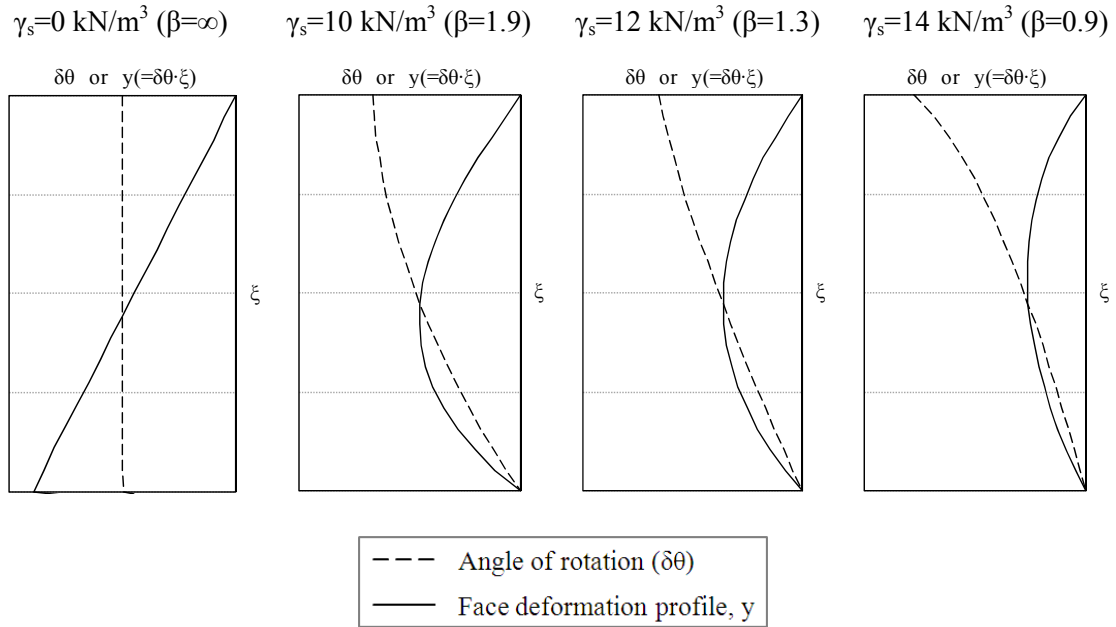 γs=0 kN/m³ (β=∞)
γs=10 kN/m³ (β=1.9)
γs=12 kN/m³ (β=1.3)
γs=14 kN/m³ (β=0.9)
δθ or y(=δθ·ξ)
δθ or y(=δθ·ξ)
δθ or y(=δθ·ξ)
δθ or y(=δθ·ξ)
ξ
ξ
ξ
ξ
Angle of rotation (δθ)
Face deformation profile, y